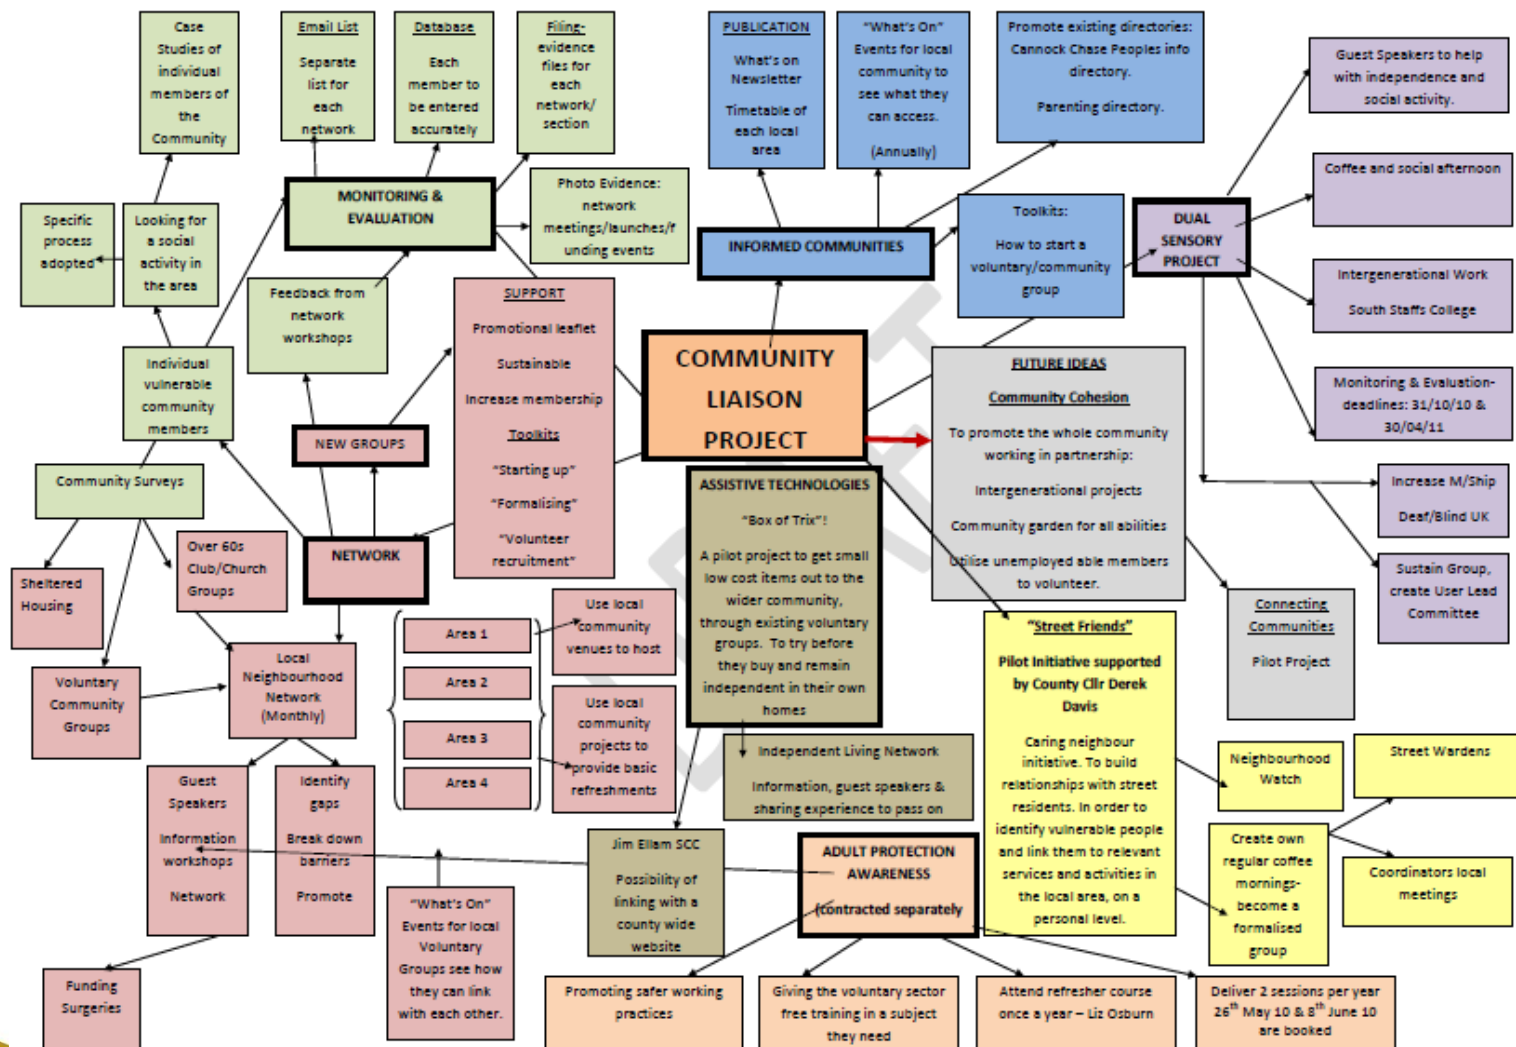 Case
Studies of
individual
members of
the
Community
Email List
Separate
list for
each
network
Database
Each
member to
be entered
accurately
Filing-
evidence
files for
each
network/
section
PUBLICATION
What's on
Newsletter
Timetable of
each local
area
"What's On"
Events for local
community to
see what they
can access.
(Annually)
Promote existing directories:
Cannock Chase Peoples info
directory.
Parenting directory.
Guest Speakers to help
with independence and
social activity.
MONITORING &
EVALUATION
Photo Evidence:
network
meetings/launches/f
unding events
Specific
process
adopted
Looking for
a social
activity in
the area
Feedback from
network
workshops
INFORMED COMMUNITIES
Toolkits:
How to start a
voluntary/community
group
DUAL
SENSORY
PROJECT
Coffee and social afternoon
Intergenerational Work
South Staffs College
Monitoring & Evaluation-
deadlines: 31/10/10 &
30/04/11
Increase M/Ship
Deaf/Blind UK
Sustain Group,
create User Lead
Committee
Individual
vulnerable
community
members
SUPPORT
Promotional leaflet
Sustainable
Increase membership
Toolkits
"Starting up"
"Formalising"
"Volunteer
recruitment"
NEW GROUPS
COMMUNITY
LIAISON
PROJECT
FUTURE IDEAS
Community Cohesion
To promote the whole community
working in partnership:
Intergenerational projects
Community garden for all abilities
Utilise unemployed able members
to volunteer.
Connecting
Communities
Pilot Project
Community Surveys
Sheltered
Housing
Over 60s
Club/Church
Groups
NETWORK
Voluntary
Community
Groups
Local
Neighbourhood
Network
(Monthly)
Area 1
Area 2
Area 3
Area 4
Use local
community
venues to host
Use local
community
projects to
provide basic
refreshments
ASSISTIVE TECHNOLOGIES
"Box of Trix"!
A pilot project to get small
low cost items out to the
wider community,
through existing voluntary
groups. To try before
they buy and remain
independent in their own
homes
Independent Living Network
Information, guest speakers &
sharing experience to pass on
Jim Ellam SCC
Possibility of
linking with a
county wide
website
"Street Friends"
Pilot Initiative supported
by County Cllr Derek
Davis
Caring neighbour
initiative. To build
relationships with street
residents. In order to
identify vulnerable people
and link them to relevant
services and activities in
the local area, on a
personal level.
Neighbourhood
Watch
Street Wardens
Create own
regular coffee
mornings-
become a
formalised
group
Coordinators local
meetings
Guest
Speakers
Information
workshops
Network
Identify
gaps
Break down
barriers
Promote
"What's On"
Events for local
Voluntary
Groups see how
they can link
with each other.
Funding
Surgeries
ADULT PROTECTION
AWARENESS
(contracted separately
Promoting safer working
practices
Giving the voluntary sector
free training in a subject
they need
Attend refresher course
once a year – Liz Osburn
Deliver 2 sessions per year
26th May 10 & 8th June 10
are booked